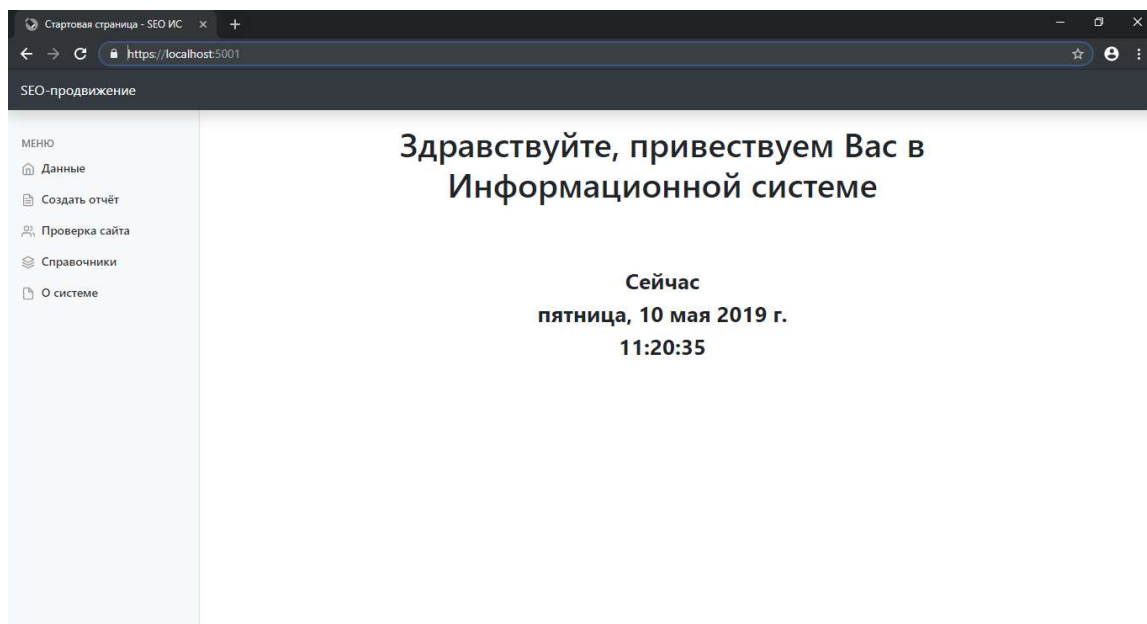 Стартовая страница - SEO ИС
https://localhost:5001
SEO-продвижение
МЕНЮ
Данные
Создать отчёт
Проверка сайта
Справочники
О системе
Здравствуйте, привествуем Вас в
Информационной системе
Сейчас
пятница, 10 мая 2019 г.
11:20:35